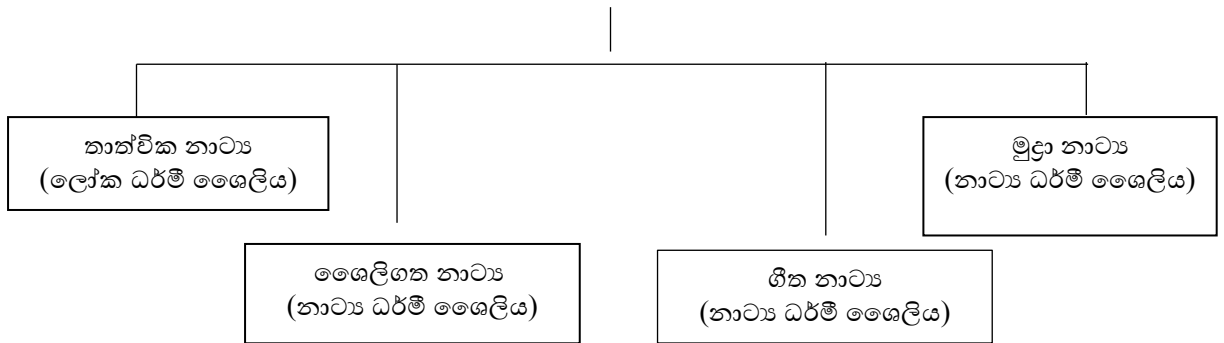 තාත්වික නාට්‍ය
(ලෝක ධර්මී ශෛලිය)
ශෛලිගත නාට්‍ය
(නාට්‍ය ධර්මී ශෛලිය)
ගීත නාට්‍ය
(නාට්‍ය ධර්මී ශෛලිය)
මුද්‍රා නාට්‍ය
(නාට්‍ය ධර්මී ශෛලිය)